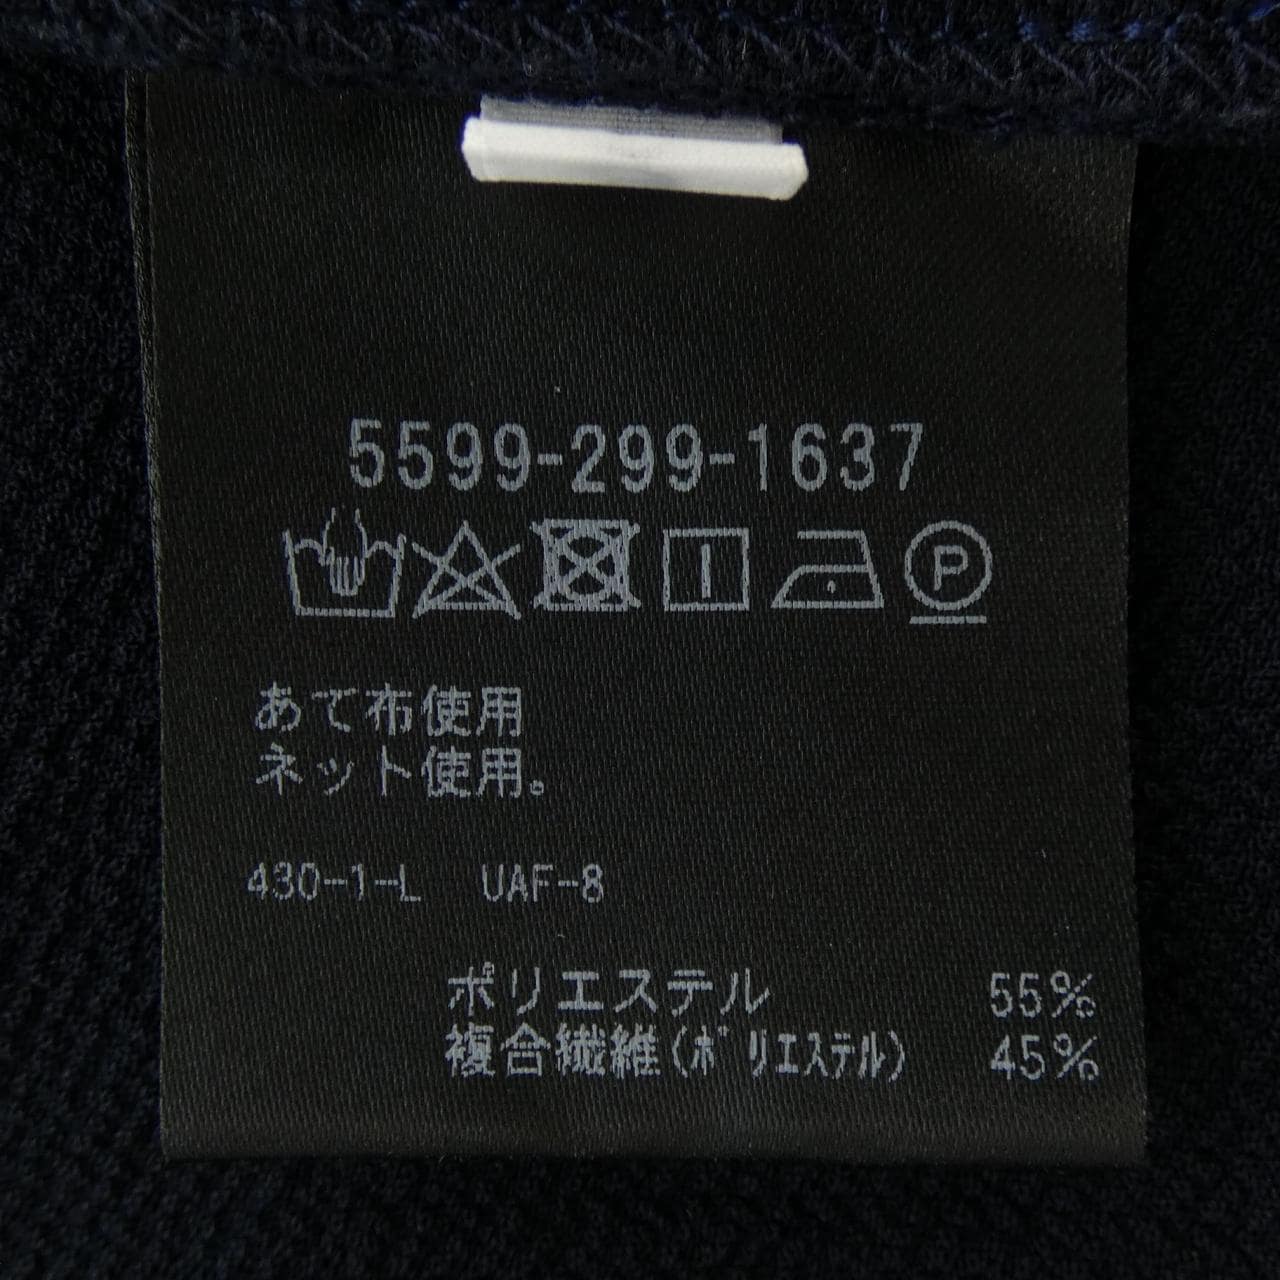 5599-299-1637
P
あて布使用
ネット使用。
430-1-L UAF-8
ポリエステル 55%
複合繊維(ﾎﾟﾘｴｽﾃﾙ) 45%